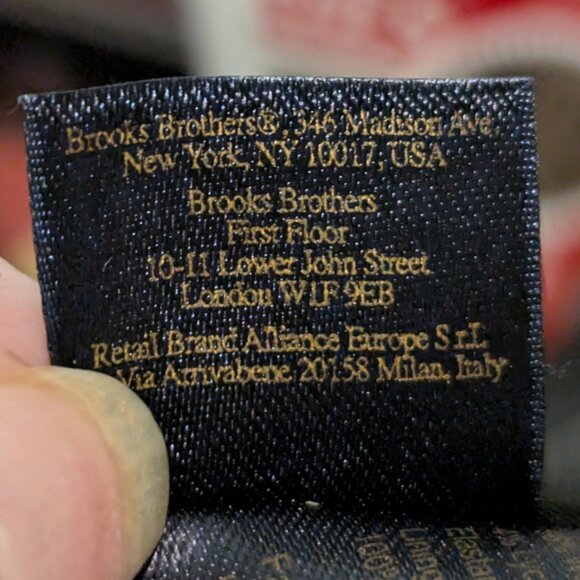 Brooks Brothers®, 346 Madison Ave.
New York, NY 10017, USA
Brooks Brothers
First Floor
10-11 Lower John Street
London W1F 9EB
Retail Brand Alliance Europe S.r.l.
Via Arrivabene, 20158 Milan, Italy